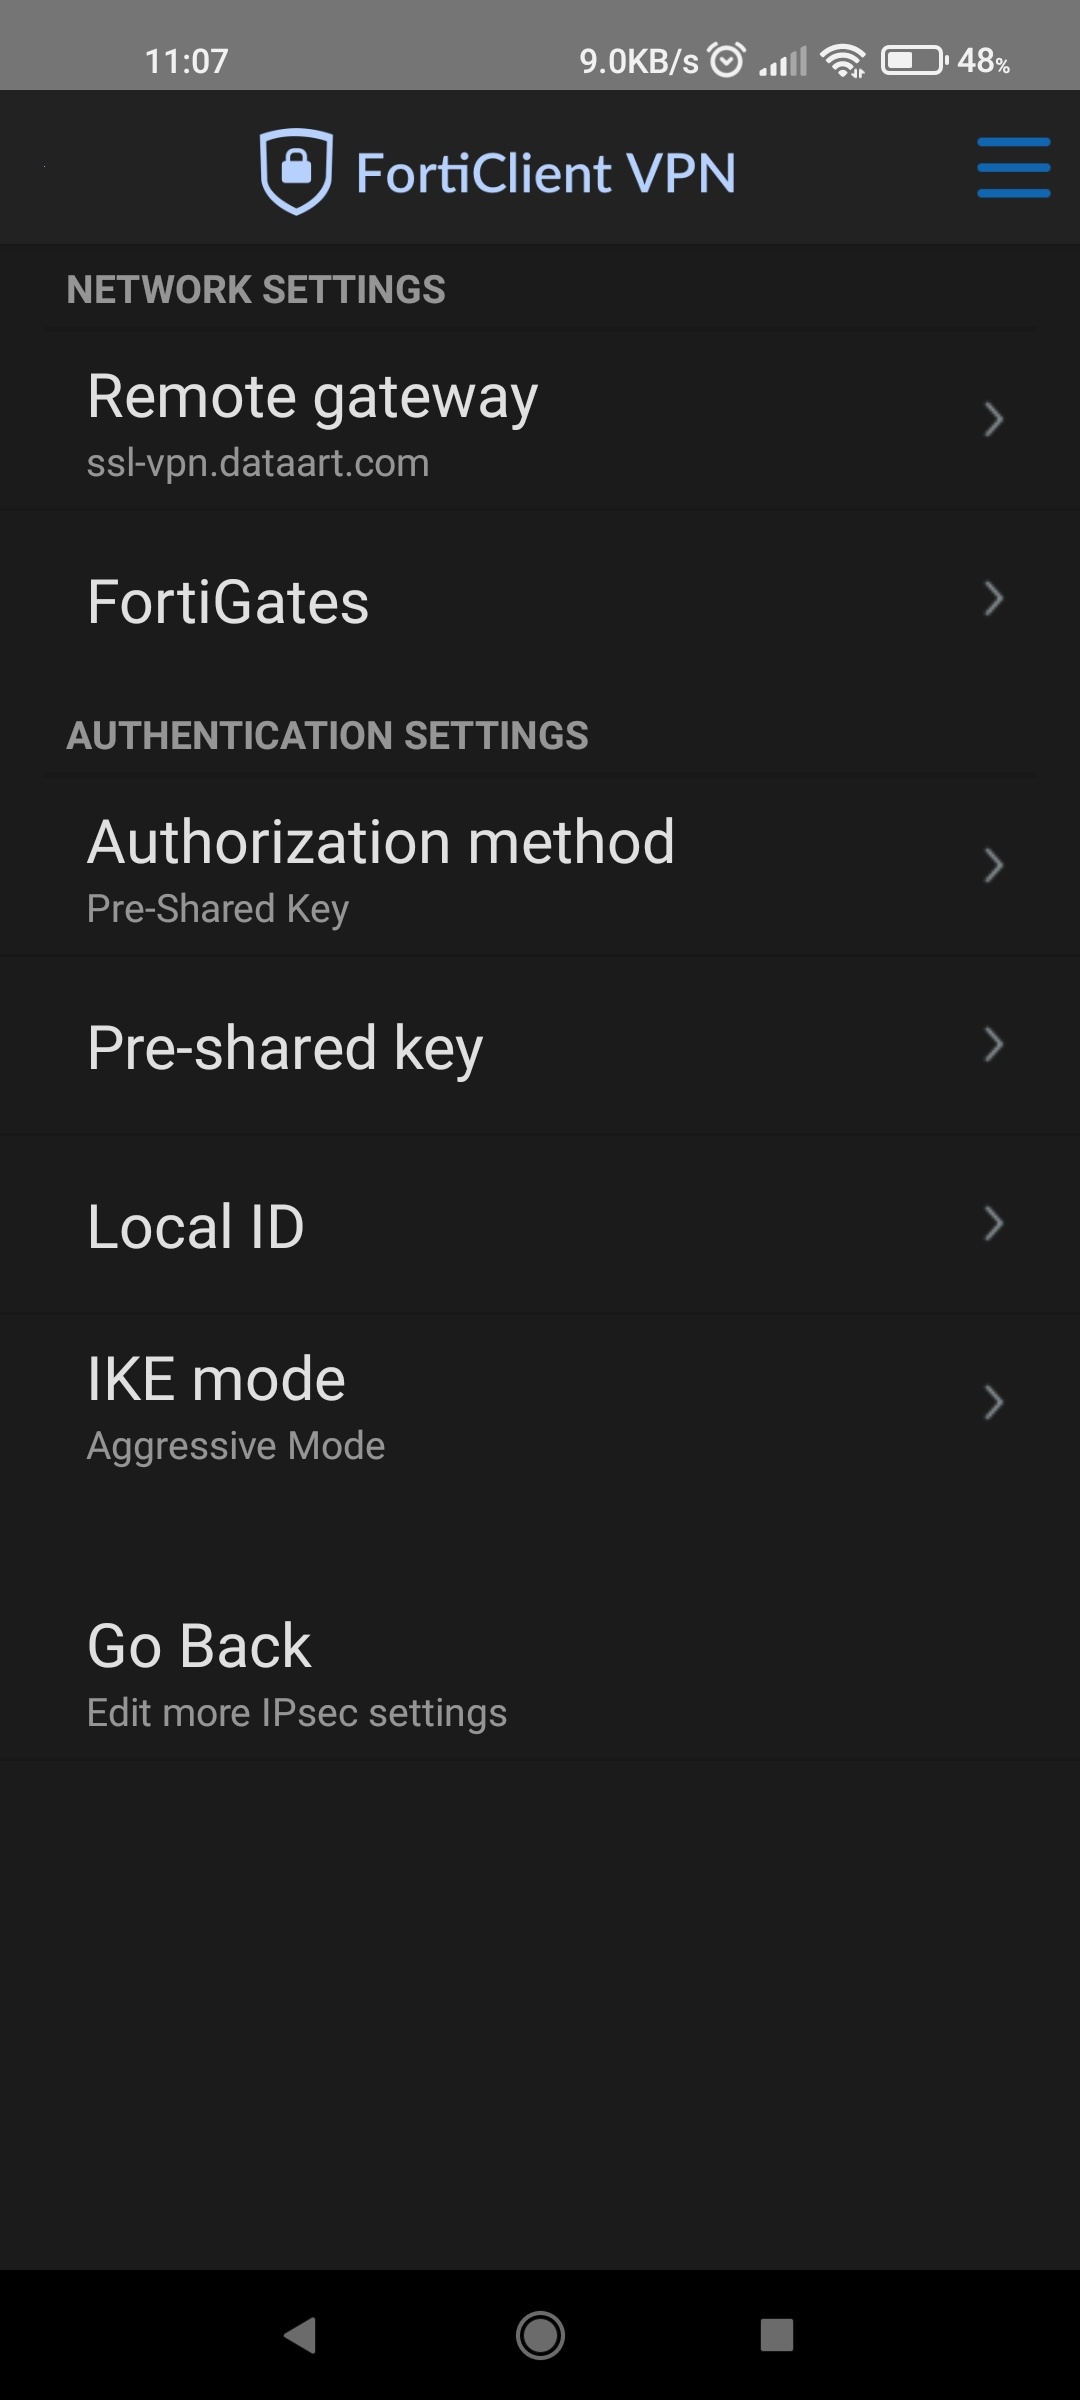 11:07
9.0KB/s 48%
FortiClient VPN
NETWORK SETTINGS
Remote gateway
ssl-vpn.dataart.com
FortiGates
AUTHENTICATION SETTINGS
Authorization method
Pre-Shared Key
Pre-shared key
Local ID
IKE mode
Aggressive Mode
Go Back
Edit more IPsec settings